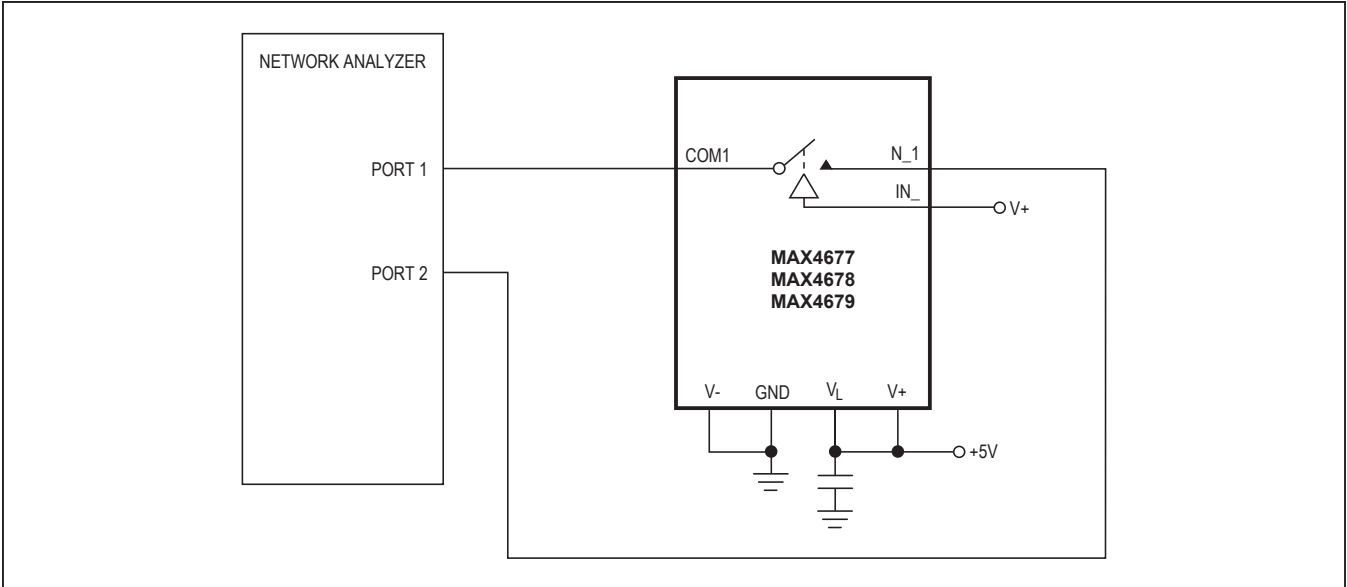 NETWORK ANALYZER
PORT 1
PORT 2
COM1
N_1
IN_
V+
MAX4677
MAX4678
MAX4679
V-
GND
VL
V+
+5V